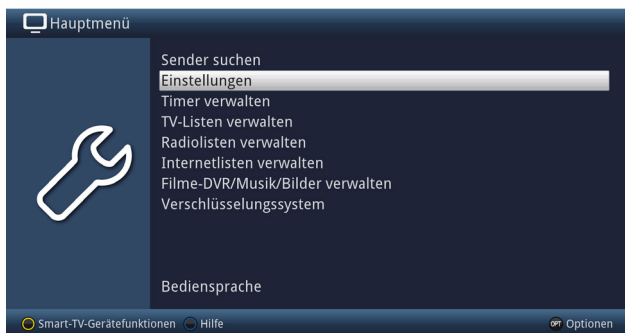 Hauptmenü
Sender suchen
Einstellungen
Timer verwalten
TV-Listen verwalten
Radiolisten verwalten
Internetlisten verwalten
Filme-DVR/Musik/Bilder verwalten
Verschlüsselungssystem
Bediensprache
Smart-TV-Gerätefunktionen Hilfe OPT Optionen